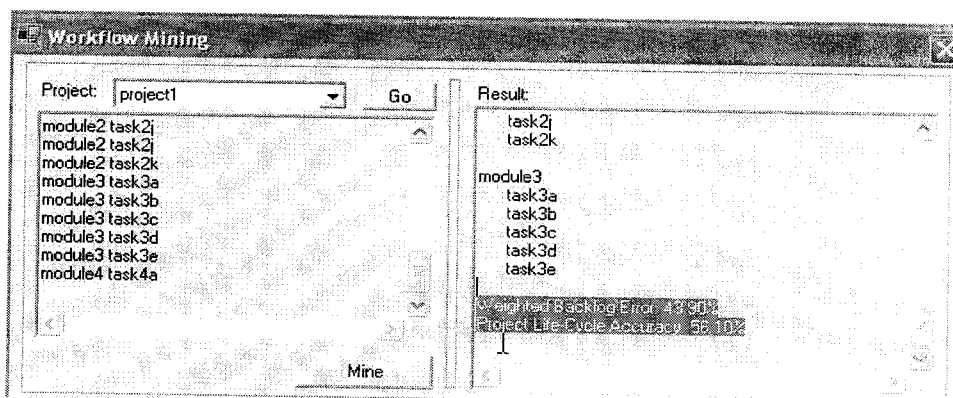 Workflow Mining
Project: project1 Go
module2 task2j
module2 task2j
module2 task2k
module3 task3a
module3 task3b
module3 task3c
module3 task3d
module3 task3e
module4 task4a
Mine
Result:
task2j
task2k
module3
task3a
task3b
task3c
task3d
task3e
Weighted Backlog Error 43.90%
Project Life Cycle Accuracy 56.10%